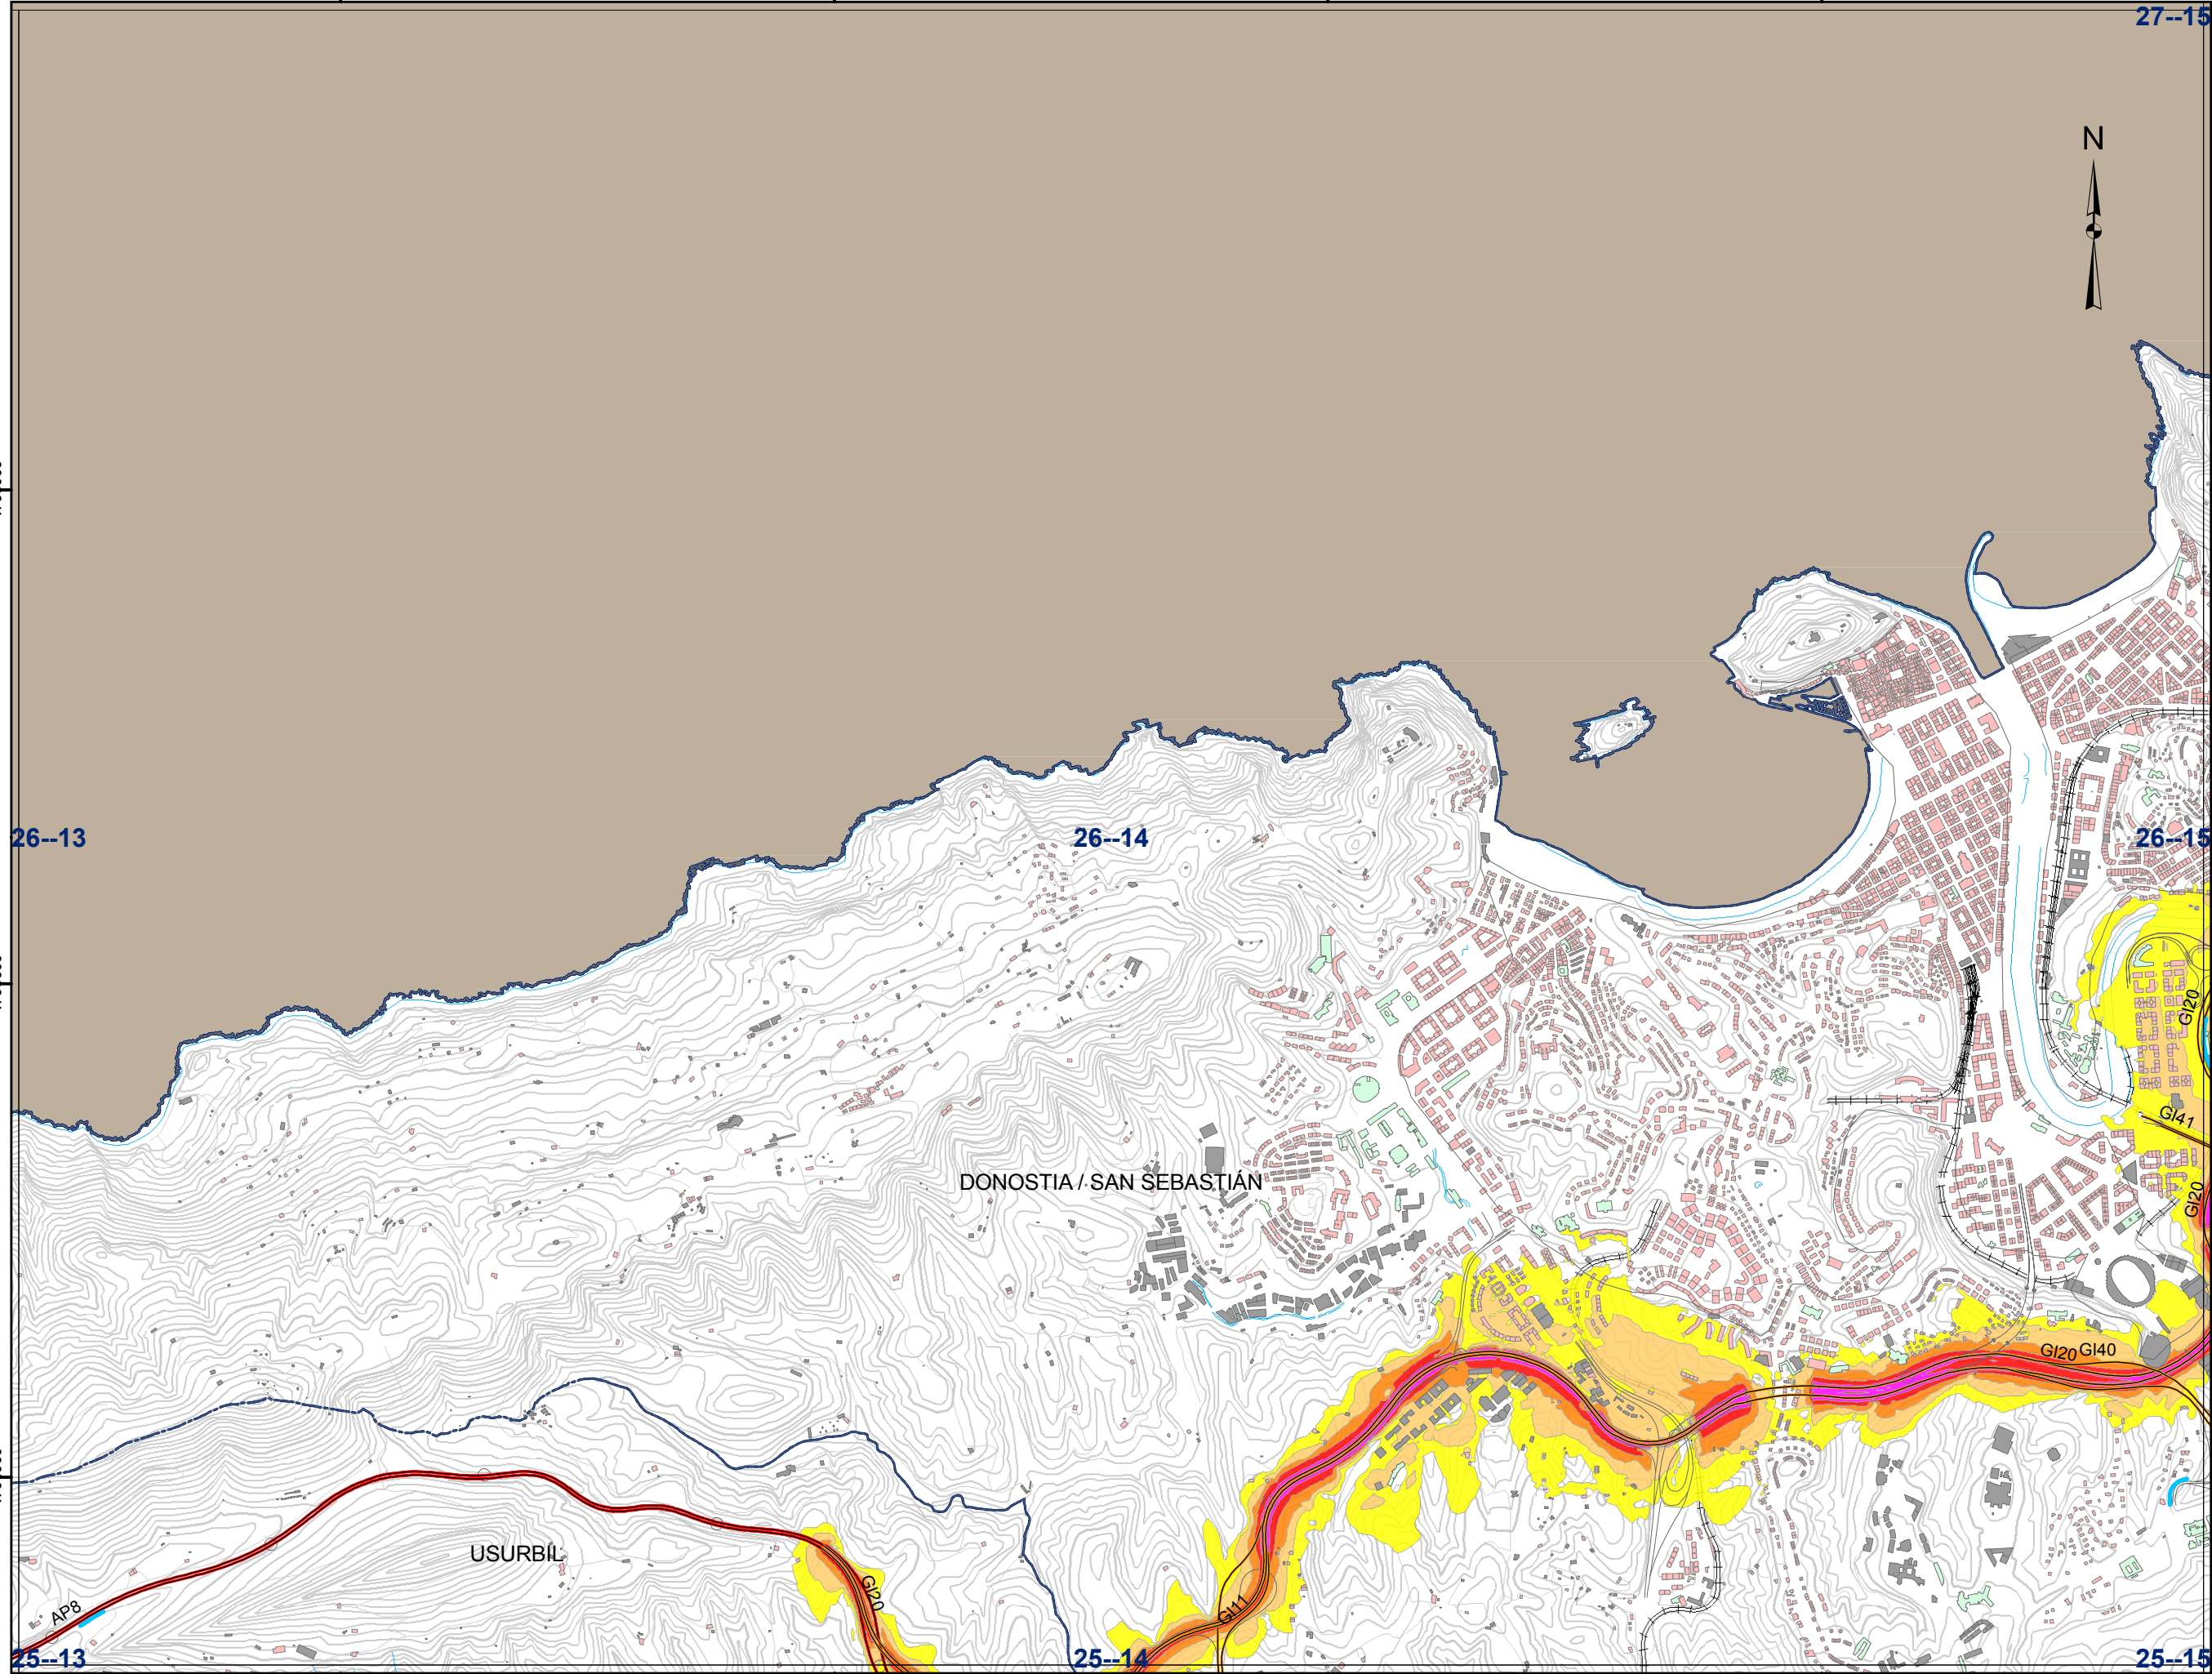 27--15
N
26--13
26--14
26--15
GI20
GI41
DONOSTIA / SAN SEBASTIÁN
GI20
GI20 GI40
USURBIL
GI20
AP8
GI11
25--13
25--14
25--15